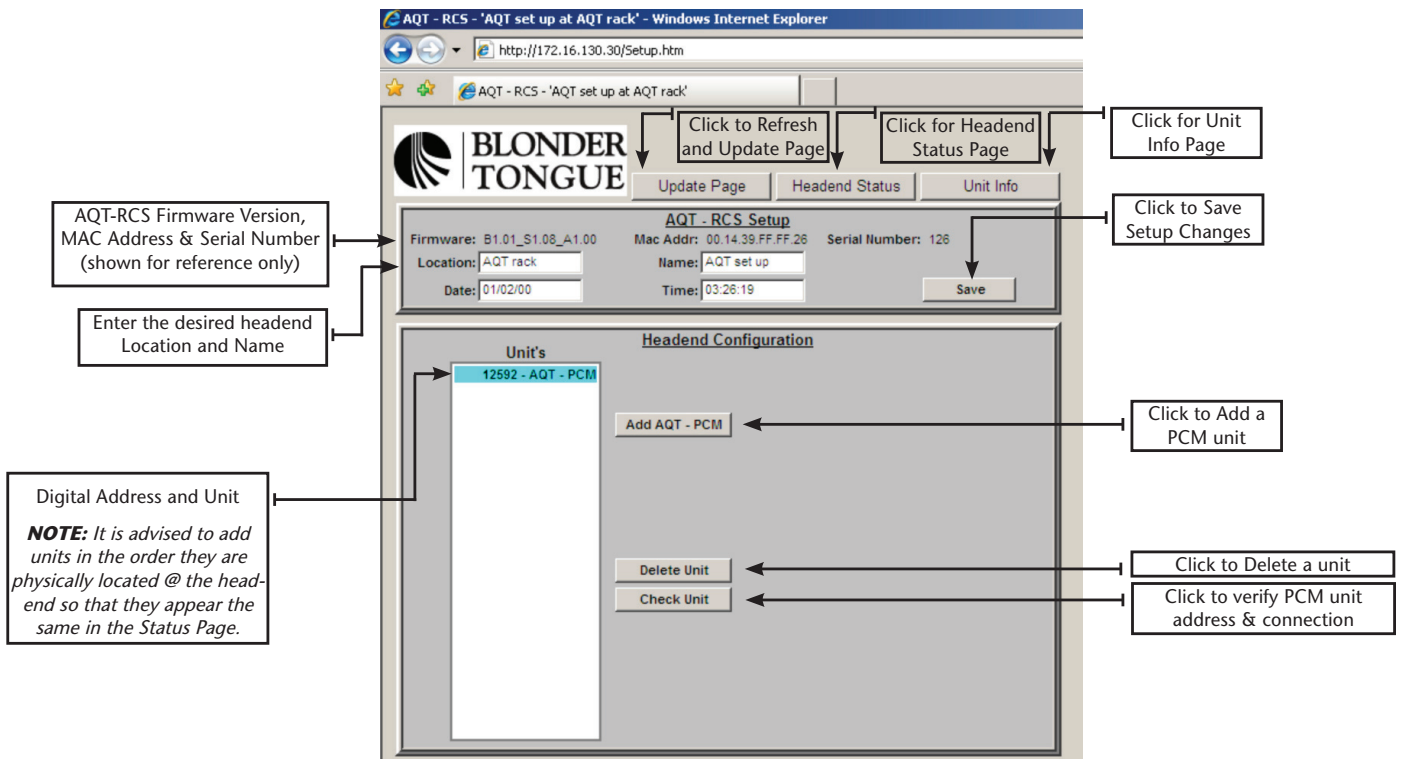 AQT - RCS - 'AQT set up at AQT rack' - Windows Internet Explorer
http://172.16.130.30/Setup.htm
AQT - RCS - 'AQT set up at AQT rack'
Click to Refresh
and Update Page
Click for Headend
Status Page
Click for Unit
Info Page
BLONDER
TONGUE
Update Page
Headend Status
Unit Info
AQT-RCS Firmware Version,
MAC Address & Serial Number
(shown for reference only)
Click to Save
Setup Changes
AQT - RCS Setup
Firmware: B1.01_S1.08_A1.00 Mac Addr: 00.14.39.FF.FF.26 Serial Number: 126
Location: AQT rack Name: AQT set up
Date: 01/02/00 Time: 03:26:19 Save
Enter the desired headend
Location and Name
Headend Configuration
Unit's
12592 - AQT - PCM
Add AQT - PCM
Click to Add a
PCM unit
Digital Address and Unit
NOTE: It is advised to add
units in the order they are
physically located @ the head-
end so that they appear the
same in the Status Page.
Delete Unit
Click to Delete a unit
Check Unit
Click to verify PCM unit
address & connection